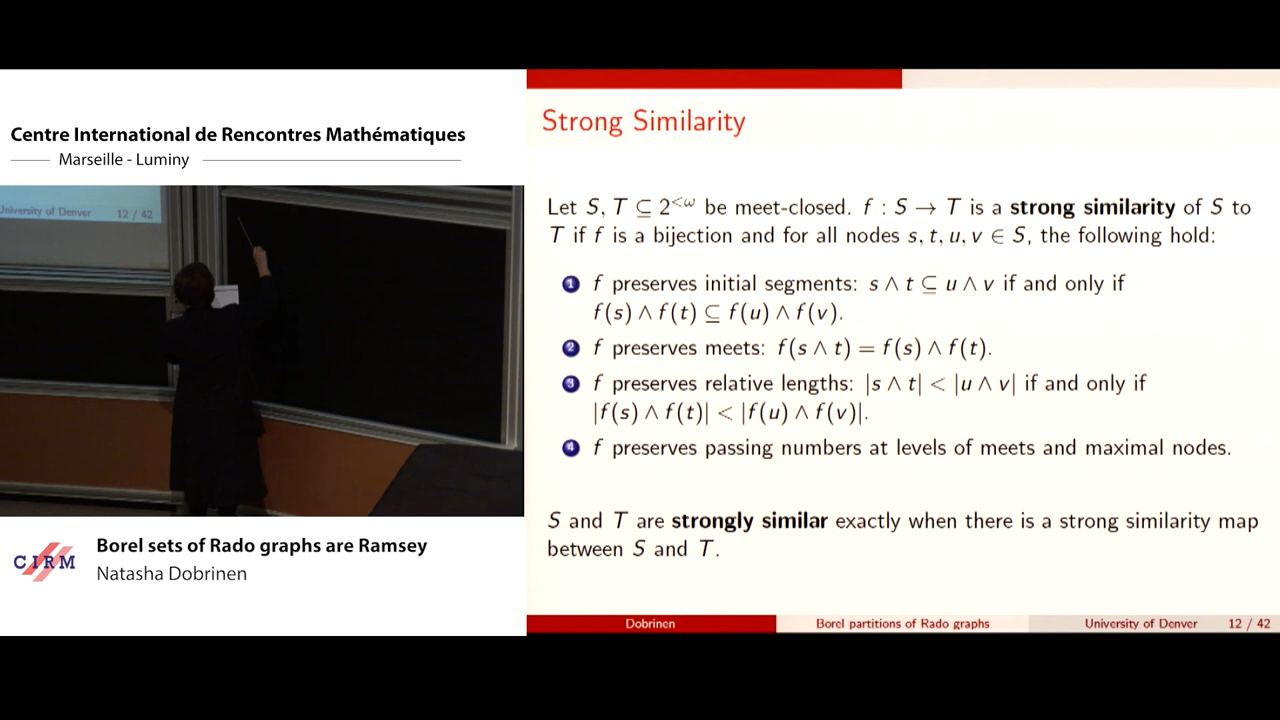 Centre International de Rencontres Mathématiques
Marseille - Luminy
University of Denver 12 / 42
CIRM
Borel sets of Rado graphs are Ramsey
Natasha Dobrinen
Strong Similarity
Let S, T ⊆ 2^{<ω} be meet-closed. f : S → T is a strong similarity of S to
T if f is a bijection and for all nodes s, t, u, v ∈ S, the following hold:
1 f preserves initial segments: s ∧ t ⊆ u ∧ v if and only if
f(s) ∧ f(t) ⊆ f(u) ∧ f(v).
2 f preserves meets: f(s ∧ t) = f(s) ∧ f(t).
3 f preserves relative lengths: |s ∧ t| < |u ∧ v| if and only if
|f(s) ∧ f(t)| < |f(u) ∧ f(v)|.
4 f preserves passing numbers at levels of meets and maximal nodes.
S and T are strongly similar exactly when there is a strong similarity map
between S and T.
Dobrinen Borel partitions of Rado graphs University of Denver 12 / 42